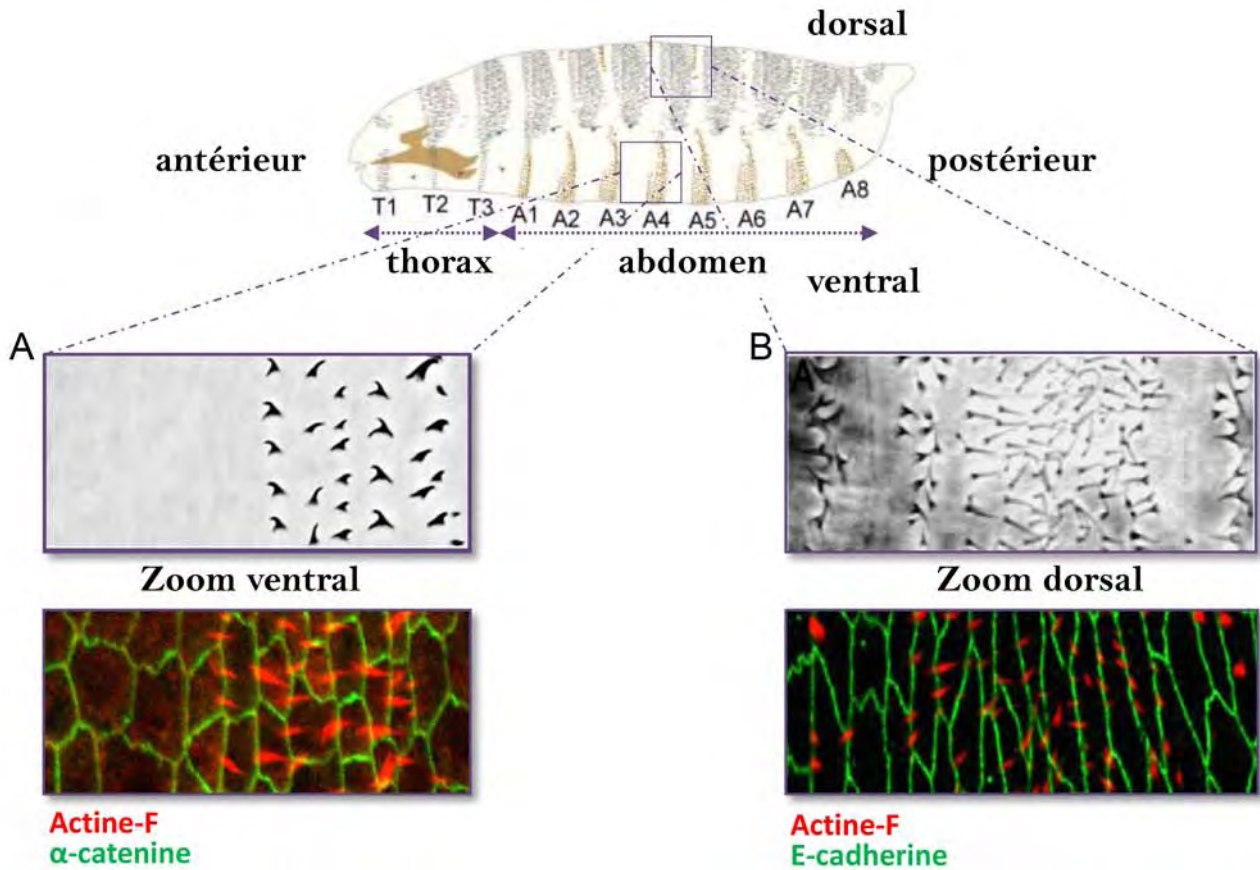 dorsal
antérieur
postérieur
T1 T2 T3 A1 A2 A3 A4 A5 A6 A7 A8
thorax
abdomen
ventral
A
B
A
Zoom ventral
Zoom dorsal
Actine-F
α-catenine
Actine-F
E-cadherine